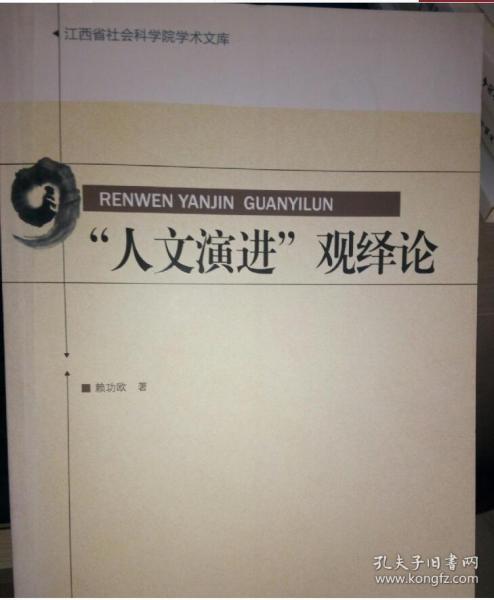 江西省社会科学院学术文库
RENWEN YANJIN GUANYILUN
“人文演进”观绎论
■ 赖功欧 著
孔夫子旧书网
www.kongfz.com